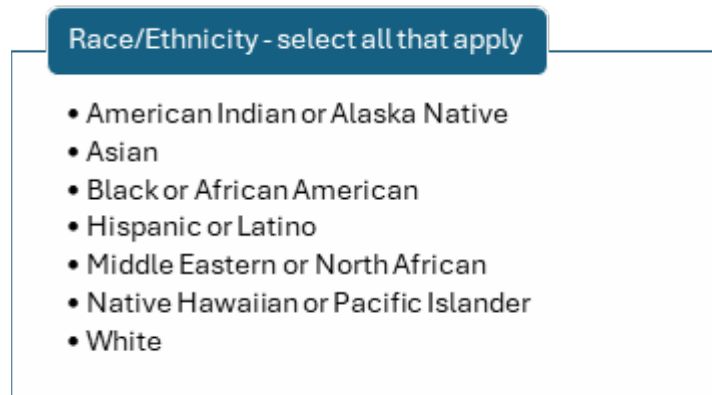 Race/Ethnicity - select all that apply
• American Indian or Alaska Native
• Asian
• Black or African American
• Hispanic or Latino
• Middle Eastern or North African
• Native Hawaiian or Pacific Islander
• White